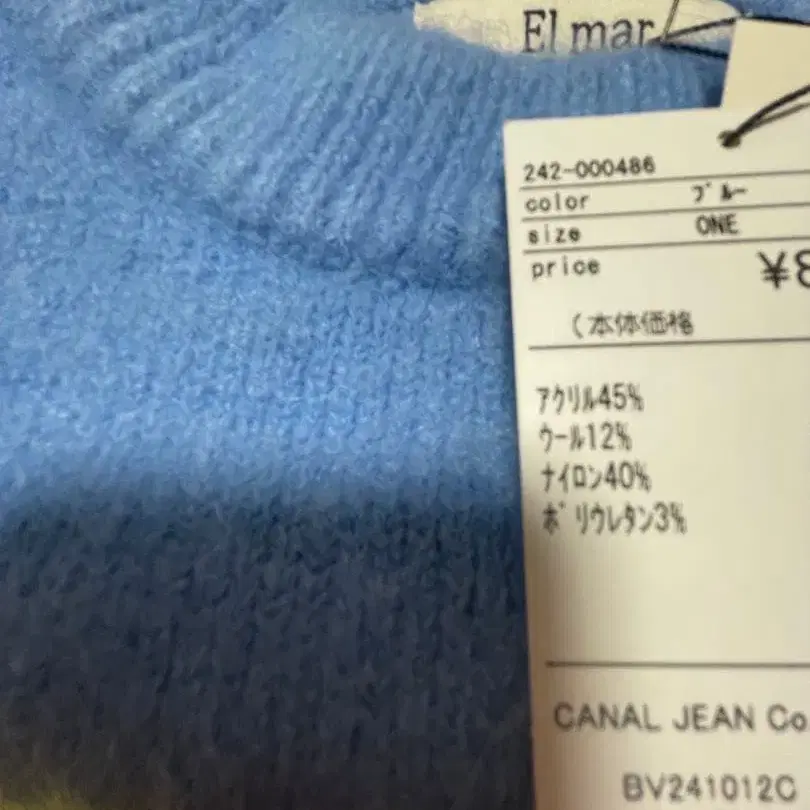 El mar
242-000486
color ﾌﾞﾙｰ
size ONE
price ¥8
(本体価格
ｱｸﾘﾙ45%
ｳｰﾙ12%
ﾅｲﾛﾝ40%
ﾎﾟﾘｳﾚﾀﾝ3%
CANAL JEAN Co
BV241012C